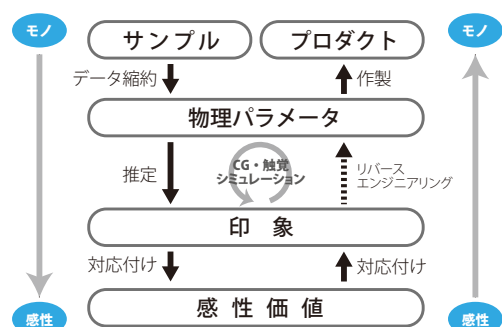 モノ
サンプル
プロダクト
モノ
データ縮約
作製
物理パラメータ
推定
CG・触覚
シミュレーション
リバース
エンジニアリング
印象
対応付け
対応付け
感性価値
感性
感性